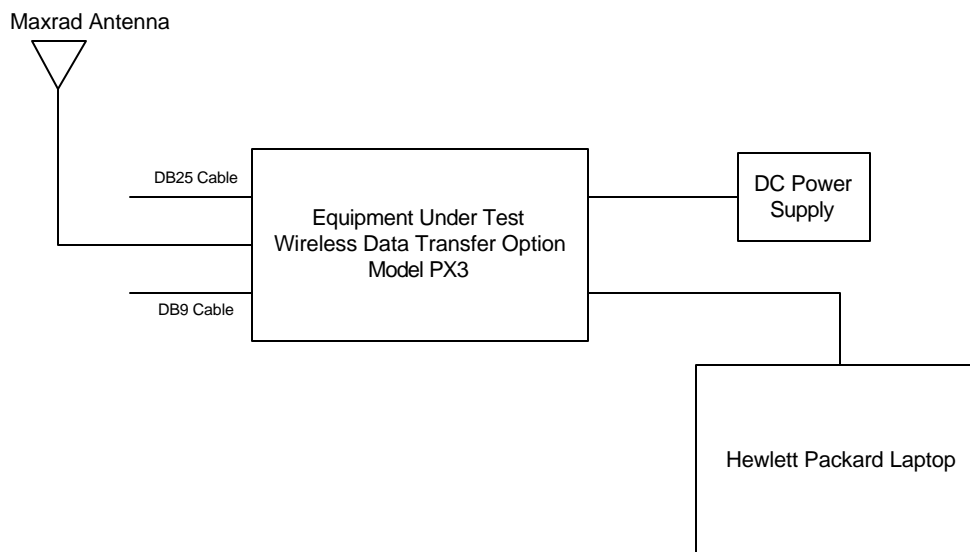 Maxrad Antenna
DB25 Cable
DB9 Cable
Equipment Under Test
Wireless Data Transfer Option
Model PX3
DC Power
Supply
Hewlett Packard Laptop